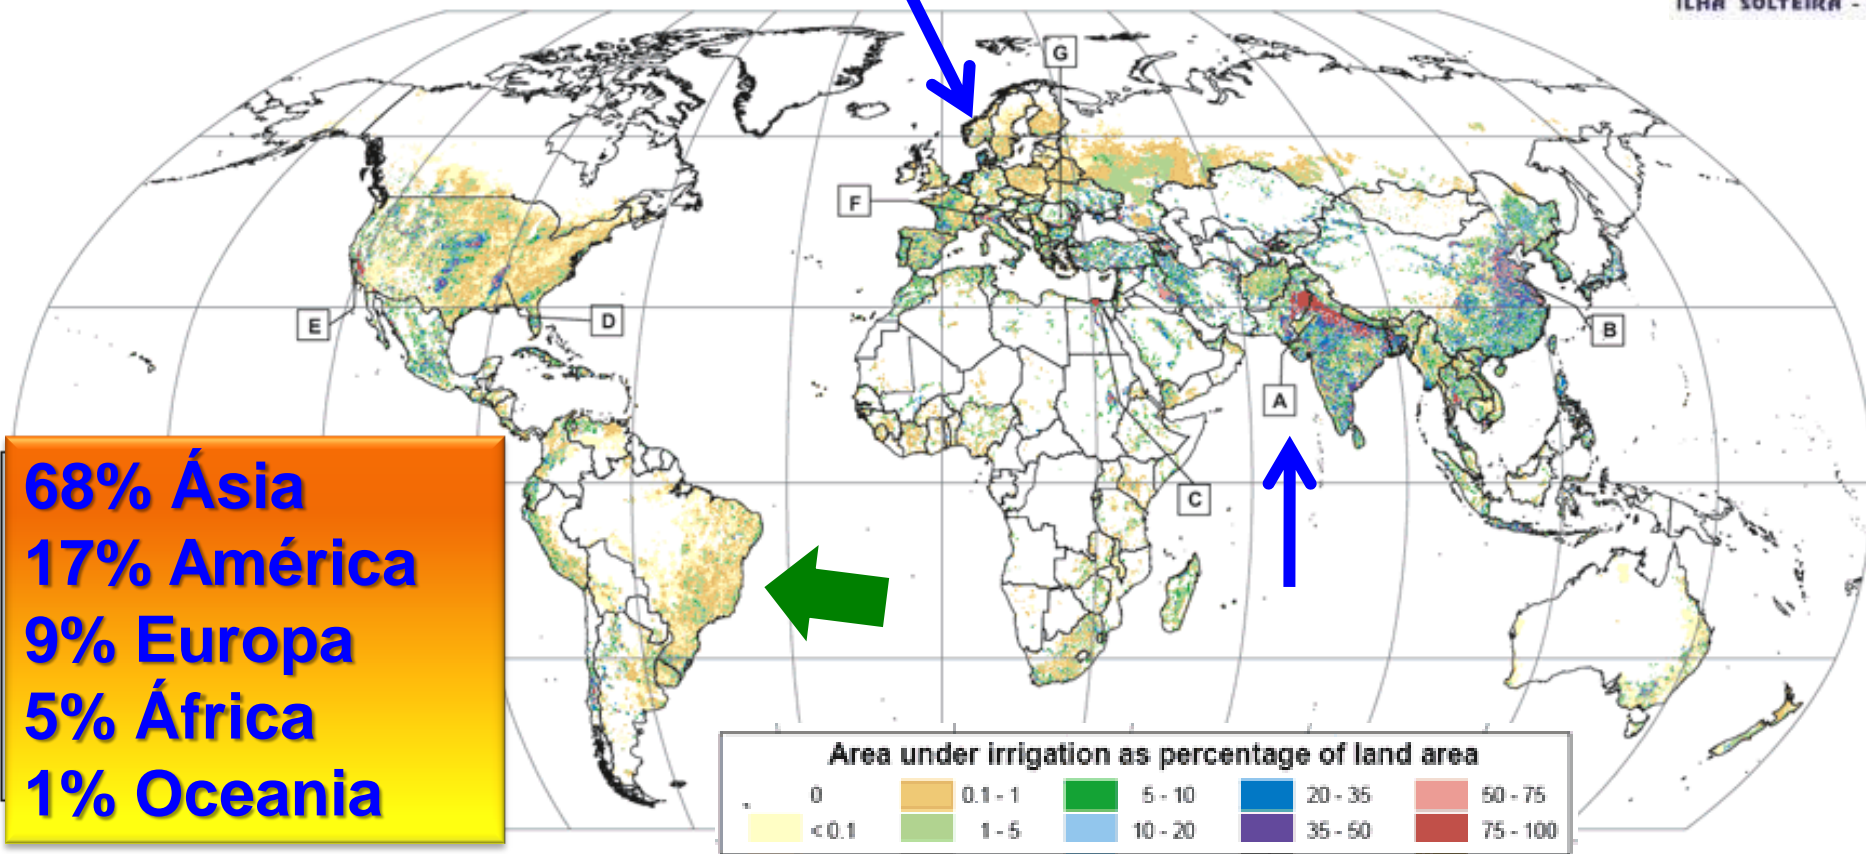 ILHA SOLTEIRA -
G
F
E
D
B
A
C
68% Ásia
17% América
9% Europa
5% África
1% Oceania
Area under irrigation as percentage of land area
0 0.1 - 1 5 - 10 20 - 35 50 - 75
< 0.1 1 - 5 10 - 20 35 - 50 75 - 100